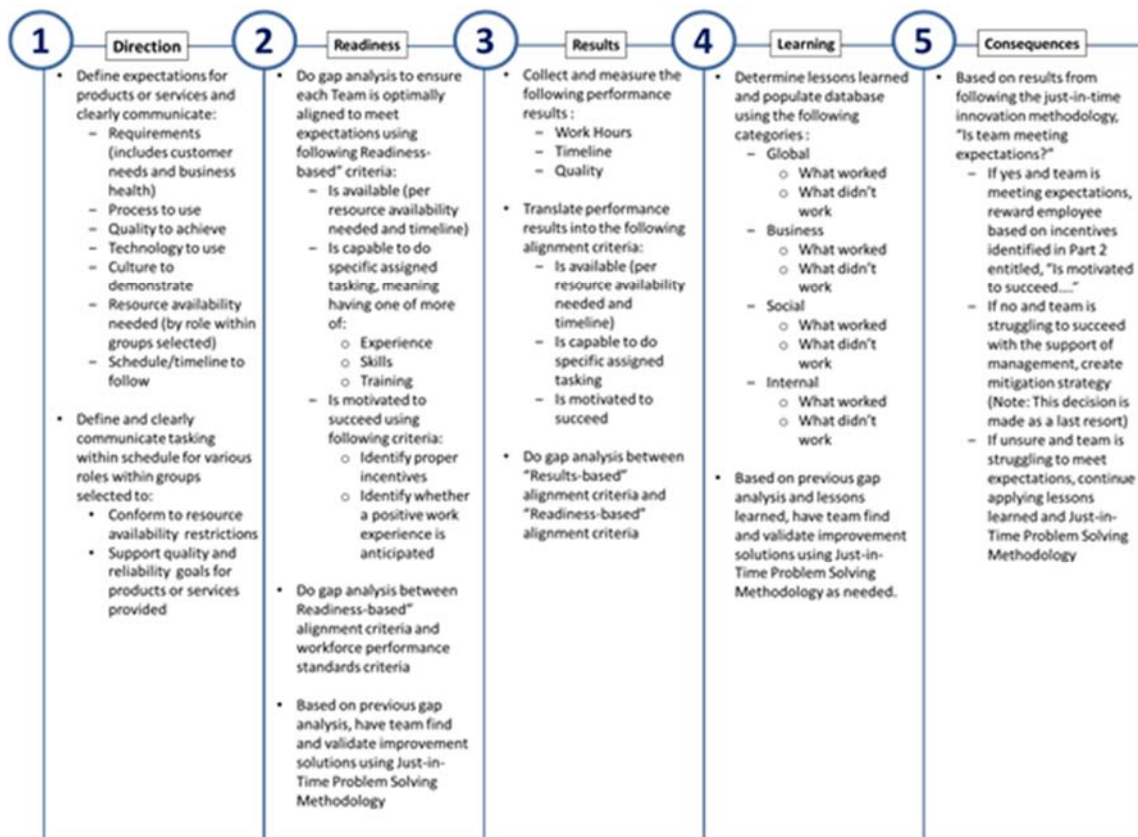 1
Direction
• Define expectations for
products or services and
clearly communicate:
– Requirements
(includes customer
needs and business
health)
– Process to use
– Quality to achieve
– Technology to use
– Culture to
demonstrate
– Resource availability
needed (by role within
groups selected)
– Schedule/timeline to
follow
• Define and clearly
communicate tasking
within schedule for various
roles within groups
selected to:
• Conform to resource
availability restrictions
• Support quality and
reliability goals for
products or services
provided
2
Readiness
• Do gap analysis to ensure
each Team is optimally
aligned to meet
expectations using
following Readiness-
based” criteria:
– Is available (per
resource availability
needed and timeline)
– Is capable to do
specific assigned
tasking, meaning
having one of more
of:
o Experience
o Skills
o Training
– Is motivated to
succeed using
following criteria:
o Identify proper
incentives
o Identify whether
a positive work
experience is
anticipated
• Do gap analysis between
Readiness-based”
alignment criteria and
workforce performance
standards criteria
• Based on previous gap
analysis, have team find
and validate improvement
solutions using Just-in-
Time Problem Solving
Methodology
3
Results
• Collect and measure the
following performance
results :
– Work Hours
– Timeline
– Quality
• Translate performance
results into the following
alignment criteria:
– Is available (per
resource availability
needed and
timeline)
– Is capable to do
specific assigned
tasking
– Is motivated to
succeed
• Do gap analysis between
“Results-based”
alignment criteria and
“Readiness-based”
alignment criteria
4
Learning
• Determine lessons learned
and populate database
using the following
categories :
– Global
o What worked
o What didn’t
work
– Business
o What worked
o What didn’t
work
– Social
o What worked
o What didn’t
work
– Internal
o What worked
o What didn’t
work
• Based on previous gap
analysis and lessons
learned, have team find
and validate improvement
solutions using Just-in-
Time Problem Solving
Methodology as needed.
5
Consequences
• Based on results from
following the just-in-time
innovation methodology,
“Is team meeting
expectations?”
– If yes and team is
meeting expectations,
reward employee
based on incentives
identified in Part 2
entitled, “Is motivated
to succeed....”
– If no and team is
struggling to succeed
with the support of
management, create
mitigation strategy
(Note: This decision is
made as a last resort)
– If unsure and team is
struggling to meet
expectations, continue
applying lessons
learned and Just-in-
Time Problem Solving
Methodology